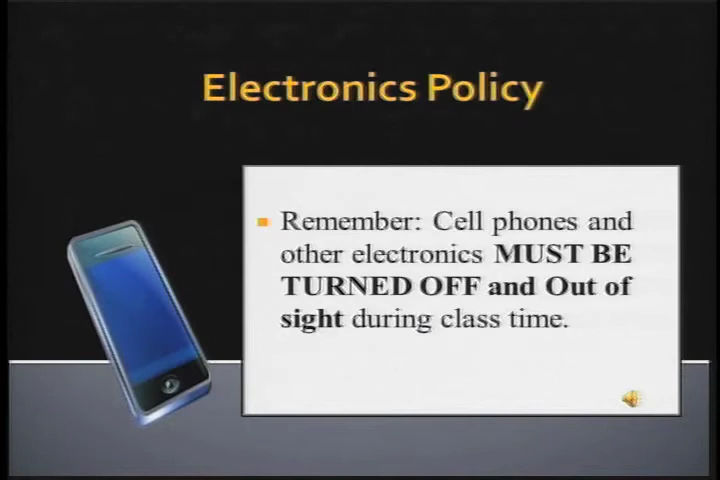 Electronics Policy
Remember: Cell phones and
other electronics MUST BE
TURNED OFF and Out of
sight during class time.